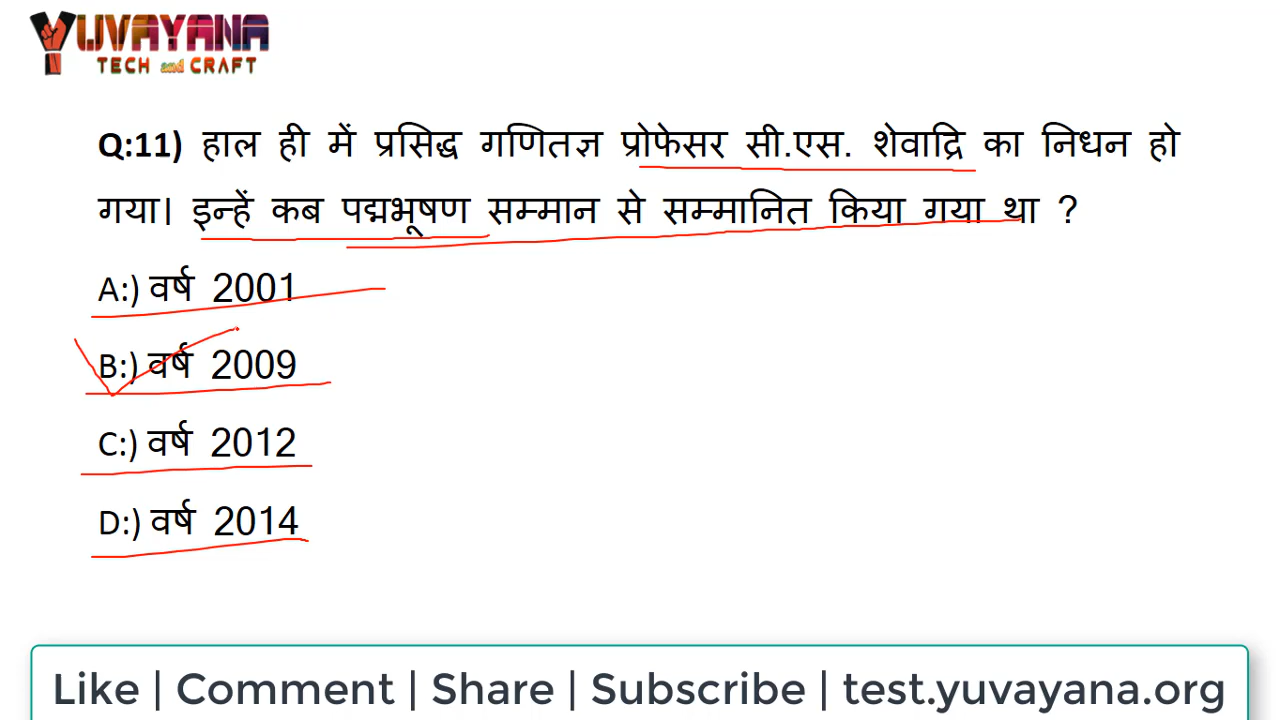 YUVAYANA
TECH and CRAFT
Q:11) हाल ही में प्रसिद्ध गणितज्ञ प्रोफेसर सी.एस. शेवाद्रि का निधन हो
गया। इन्हें कब पद्मभूषण सम्मान से सम्मानित किया गया था ?
A:) वर्ष 2001
B:) वर्ष 2009
C:) वर्ष 2012
D:) वर्ष 2014
Like | Comment | Share | Subscribe | test.yuvayana.org